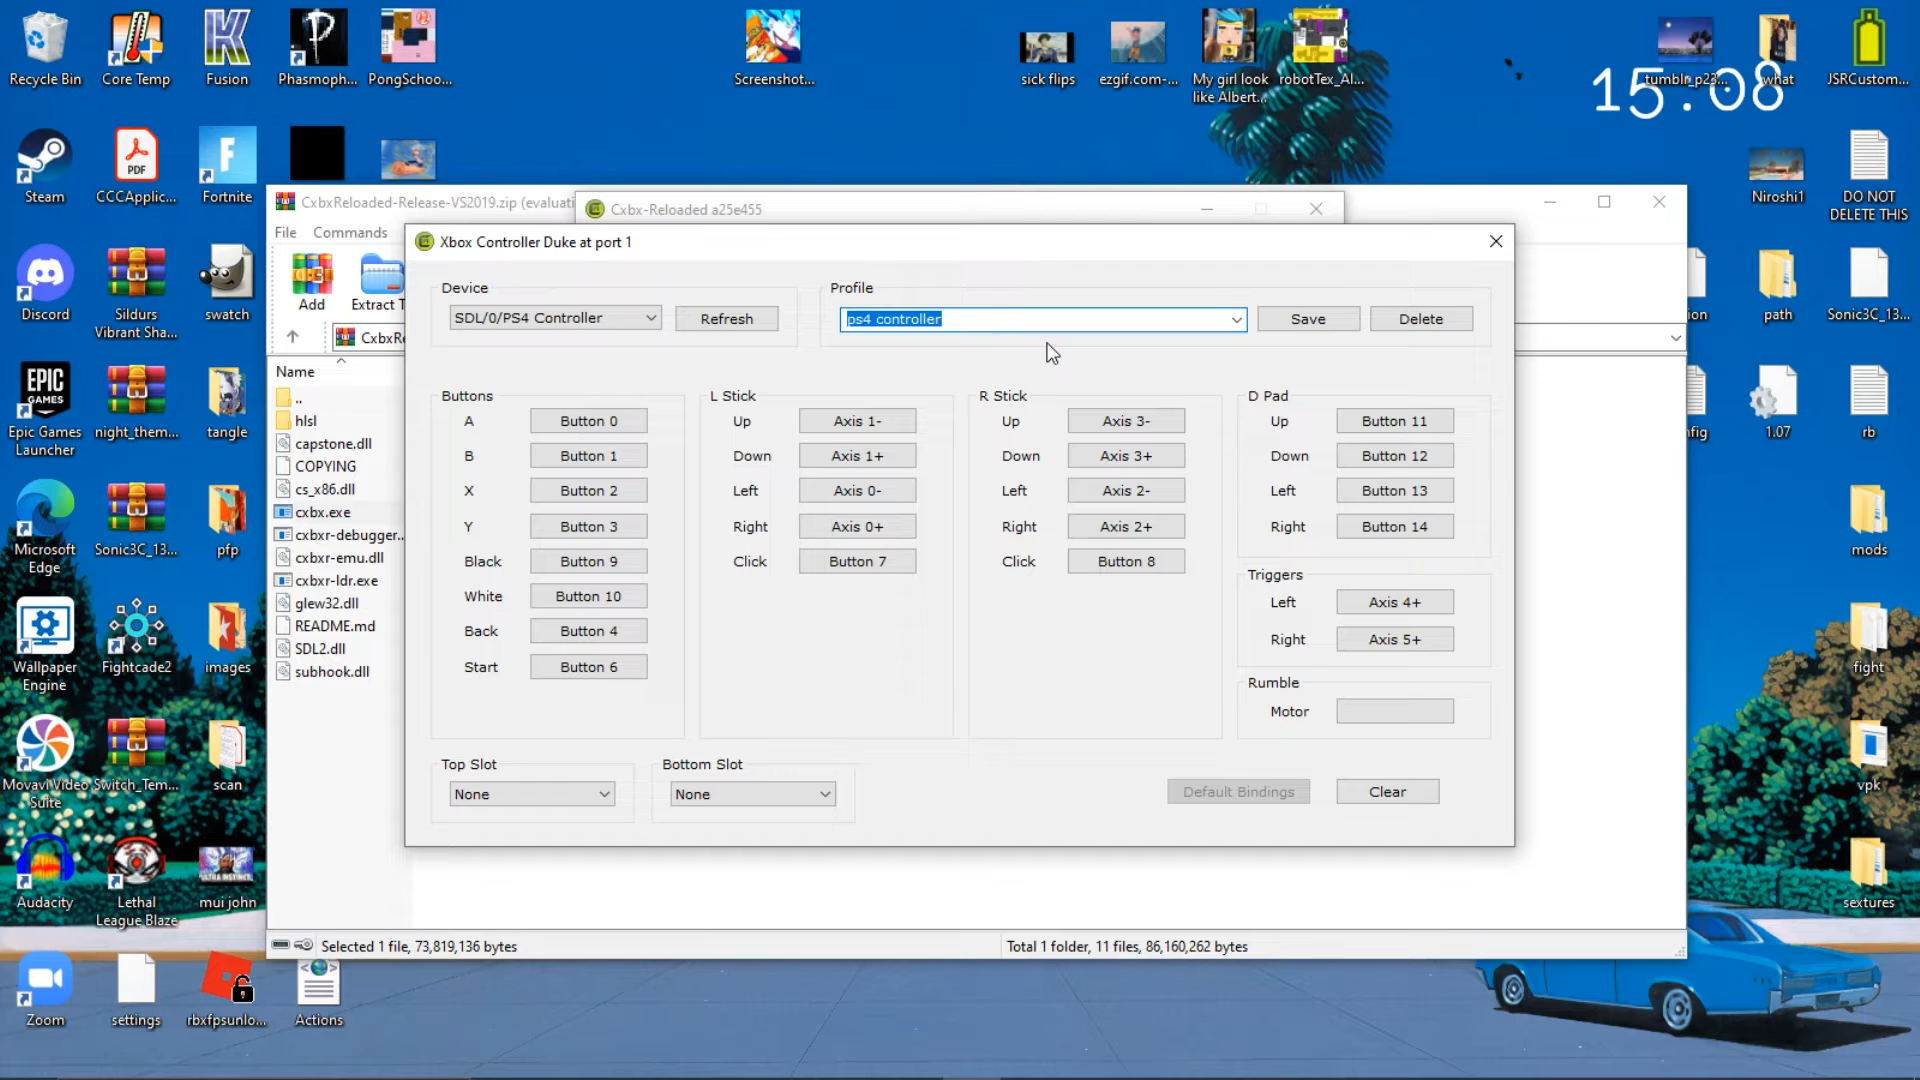 Recycle Bin
Core Temp
Fusion
Phasmoph...
PongSchoo...
Screenshot...
sick flips
ezgif.com-...
My girl look
like Albert...
robotTex_Al...
tumblr_p23...
what
JSRCustom...
15:08
Steam
PDF
CCCApplic...
Fortnite
Niroshi1
DO NOT
DELETE THIS
Discord
Sildurs
Vibrant Sha...
swatch
path
Sonic3C_13...
EPIC
GAMES
Epic Games
Launcher
night_them...
tangle
1.07
rb
Microsoft
Edge
Sonic3C_13...
pfp
mods
Wallpaper
Engine
Fightcade2
images
fight
Movavi Video
Suite
Switch_Tem...
scan
vpk
Audacity
Lethal
League Blaze
mui john
sextures
Zoom
settings
rbxfpsunlo...
Actions
CxbxReloaded-Release-VS2019.zip (evaluati
File
Commands
Add
Extract T
CxbxRe
Name
..
hlsl
capstone.dll
COPYING
cs_x86.dll
cxbx.exe
cxbxr-debugger...
cxbxr-emu.dll
cxbxr-ldr.exe
glew32.dll
README.md
SDL2.dll
subhook.dll
Selected 1 file, 73,819,136 bytes
Total 1 folder, 11 files, 86,160,262 bytes
Cxbx-Reloaded a25e455
Xbox Controller Duke at port 1
Device
SDL/0/PS4 Controller
Refresh
Profile
ps4 controller
Save
Delete
Buttons
A Button 0
B Button 1
X Button 2
Y Button 3
Black Button 9
White Button 10
Back Button 4
Start Button 6
L Stick
Up Axis 1-
Down Axis 1+
Left Axis 0-
Right Axis 0+
Click Button 7
R Stick
Up Axis 3-
Down Axis 3+
Left Axis 2-
Right Axis 2+
Click Button 8
D Pad
Up Button 11
Down Button 12
Left Button 13
Right Button 14
Triggers
Left Axis 4+
Right Axis 5+
Rumble
Motor
Top Slot
None
Bottom Slot
None
Default Bindings
Clear